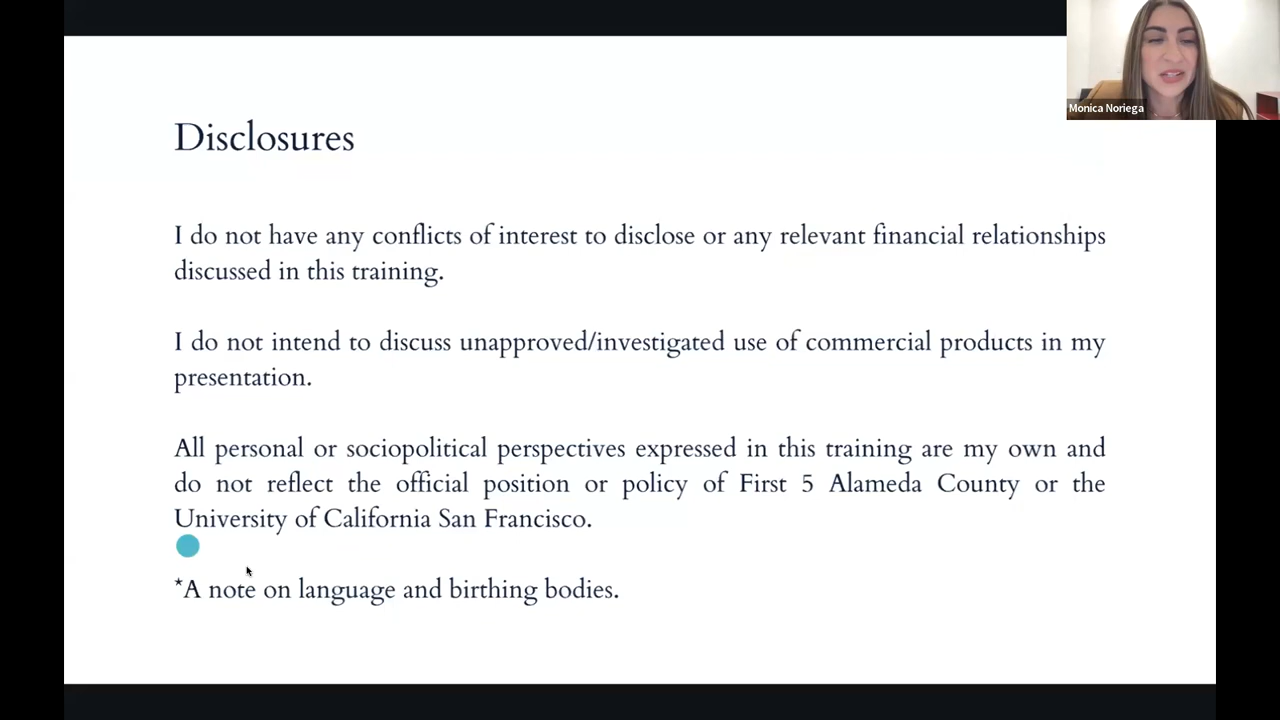 Monica Noriega
Disclosures
I do not have any conflicts of interest to disclose or any relevant financial relationships
discussed in this training.
I do not intend to discuss unapproved/investigated use of commercial products in my
presentation.
All personal or sociopolitical perspectives expressed in this training are my own and
do not reflect the official position or policy of First 5 Alameda County or the
University of California San Francisco.
*A note on language and birthing bodies.